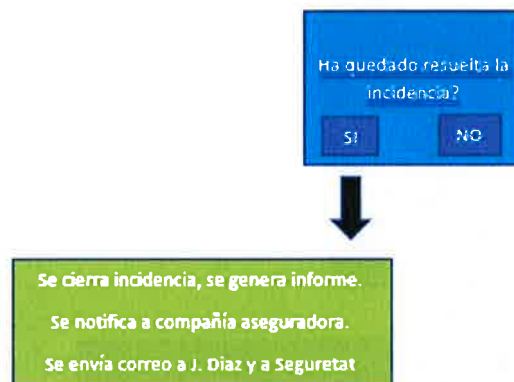 Ha quedado resuelta la
incidencia?
SI NO
Se cierra incidencia, se genera informe.
Se notifica a compañía aseguradora.
Se envía correo a J. Diaz y a Seguretat